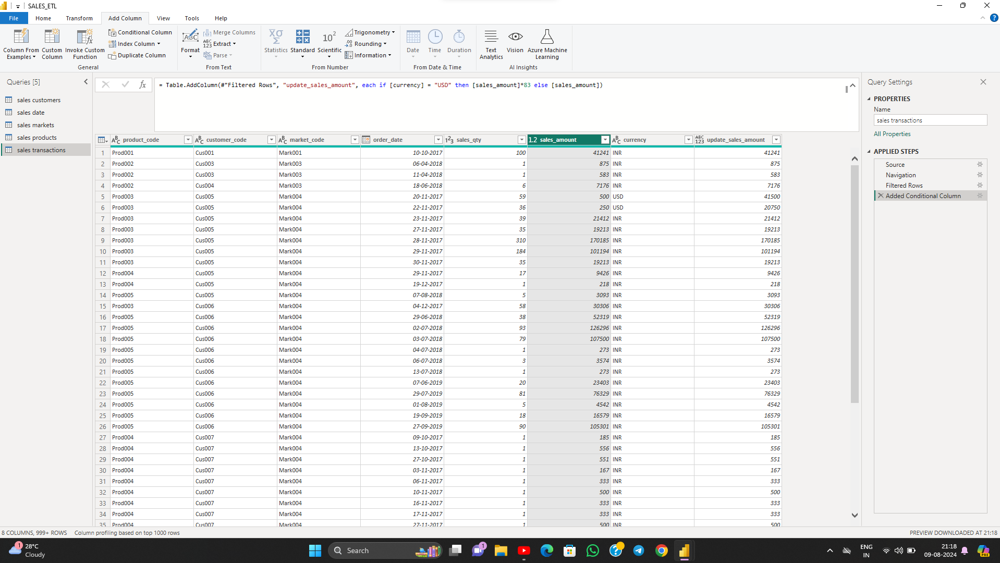 SALES_ETL
File Home Transform Add Column View Tools Help
Column From Examples
Custom Column
Invoke Custom Function
Conditional Column
Index Column
Duplicate Column
General
Format
Merge Columns
Extract
Parse
From Text
Statistics
Standard
Scientific
Trigonometry
Rounding
Information
From Number
Date
Time
Duration
From Date & Time
Text Analytics
Vision
Azure Machine Learning
AI Insights
Queries [5]
sales customers
sales date
sales markets
sales products
sales transactions
= Table.AddColumn(#"Filtered Rows", "update_sales_amount", each if [currency] = "USD" then [sales_amount]*83 else [sales_amount])
product_code customer_code market_code order_date sales_qty sales_amount currency update_sales_amount
1 Prod001 Cus001 Mark001 10-10-2017 100 41241 INR 41241
2 Prod002 Cus003 Mark003 06-04-2018 1 875 INR 875
3 Prod002 Cus003 Mark003 11-04-2018 1 583 INR 583
4 Prod002 Cus004 Mark003 18-06-2018 6 7176 INR 7176
5 Prod003 Cus005 Mark004 20-11-2017 59 500 USD 41500
6 Prod003 Cus005 Mark004 22-11-2017 36 250 USD 20750
7 Prod003 Cus005 Mark004 23-11-2017 39 21412 INR 21412
8 Prod003 Cus005 Mark004 27-11-2017 35 19213 INR 19213
9 Prod003 Cus005 Mark004 28-11-2017 310 170185 INR 170185
10 Prod003 Cus005 Mark004 29-11-2017 184 101194 INR 101194
11 Prod003 Cus005 Mark004 30-11-2017 35 19213 INR 19213
12 Prod004 Cus005 Mark004 29-11-2017 17 9426 INR 9426
13 Prod004 Cus005 Mark004 19-12-2017 1 218 INR 218
14 Prod005 Cus005 Mark004 07-08-2018 5 3093 INR 3093
15 Prod003 Cus006 Mark004 04-12-2017 58 30306 INR 30306
16 Prod005 Cus006 Mark004 29-06-2018 38 52319 INR 52319
17 Prod005 Cus006 Mark004 02-07-2018 93 126296 INR 126296
18 Prod005 Cus006 Mark004 03-07-2018 79 107500 INR 107500
19 Prod005 Cus006 Mark004 04-07-2018 1 273 INR 273
20 Prod005 Cus006 Mark004 06-07-2018 3 3574 INR 3574
21 Prod005 Cus006 Mark004 13-07-2018 1 273 INR 273
22 Prod005 Cus006 Mark004 07-06-2019 20 23403 INR 23403
23 Prod005 Cus006 Mark004 29-07-2019 81 76329 INR 76329
24 Prod005 Cus006 Mark004 01-08-2019 5 4542 INR 4542
25 Prod005 Cus006 Mark004 19-09-2019 18 16579 INR 16579
26 Prod005 Cus006 Mark004 27-09-2019 90 105301 INR 105301
27 Prod004 Cus007 Mark004 09-10-2017 1 185 INR 185
28 Prod004 Cus007 Mark004 13-10-2017 1 556 INR 556
29 Prod004 Cus007 Mark004 27-10-2017 1 551 INR 551
30 Prod004 Cus007 Mark004 03-11-2017 1 167 INR 167
31 Prod004 Cus007 Mark004 06-11-2017 1 333 INR 333
32 Prod004 Cus007 Mark004 10-11-2017 1 500 INR 500
33 Prod004 Cus007 Mark004 16-11-2017 1 333 INR 333
34 Prod004 Cus007 Mark004 17-11-2017 1 333 INR 333
35 Prod004 Cus007 Mark004 27-11-2017 1 500 INR 500
Query Settings
PROPERTIES
Name
sales transactions
All Properties
APPLIED STEPS
Source
Navigation
Filtered Rows
Added Conditional Column
8 COLUMNS, 999+ ROWS Column profiling based on top 1000 rows
PREVIEW DOWNLOADED AT 21:18
1
28°C
Cloudy
Search
1
ENG
IN
21:18
09-08-2024